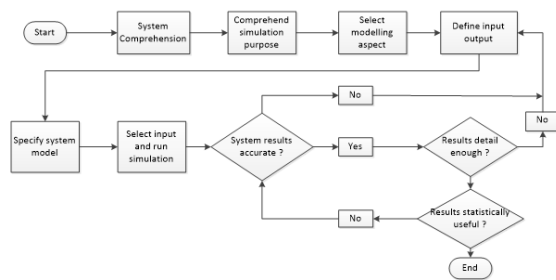 Start
System
Comprehension
Comprehend
simulation
purpose
Select
modelling
aspect
Define input
output
No
No
Specify system
model
Select input
and run
simulation
System results
accurate ?
Yes
Results detail
enough ?
No
Results statistically
useful ?
End